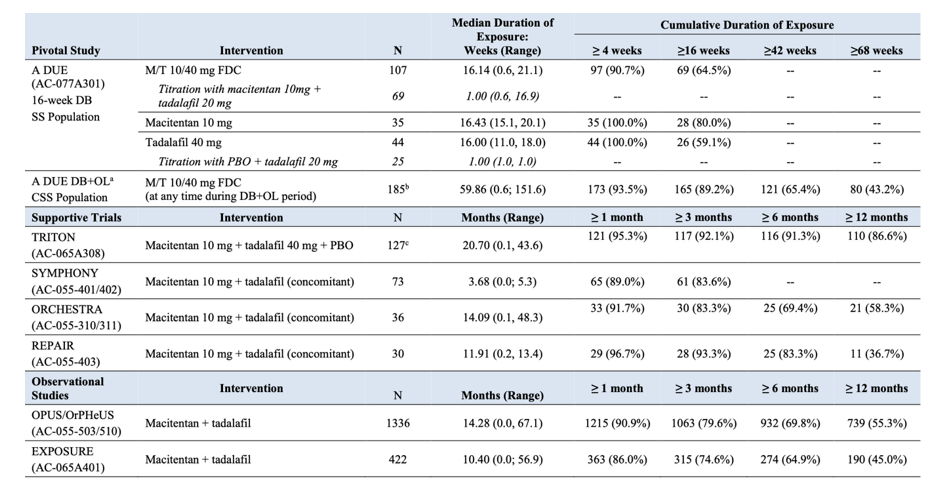 Pivotal Study Intervention N Median Duration of Exposure: Weeks (Range) Cumulative Duration of Exposure
≥ 4 weeks ≥16 weeks ≥42 weeks ≥68 weeks
A DUE (AC-077A301) 16-week DB SS Population M/T 10/40 mg FDC 107 16.14 (0.6, 21.1) 97 (90.7%) 69 (64.5%) -- --
Titration with macitentan 10mg + tadalafil 20 mg 69 1.00 (0.6, 16.9) -- -- -- --
Macitentan 10 mg 35 16.43 (15.1, 20.1) 35 (100.0%) 28 (80.0%) -- --
Tadalafil 40 mg 44 16.00 (11.0, 18.0) 44 (100.0%) 26 (59.1%) -- --
Titration with PBO + tadalafil 20 mg 25 1.00 (1.0, 1.0) -- -- -- --
A DUE DB+OLᵃ CSS Population M/T 10/40 mg FDC (at any time during DB+OL period) 185ᵇ 59.86 (0.6; 151.6) 173 (93.5%) 165 (89.2%) 121 (65.4%) 80 (43.2%)
Supportive Trials Intervention N Months (Range) ≥ 1 month ≥ 3 months ≥ 6 months ≥ 12 months
TRITON (AC-065A308) Macitentan 10 mg + tadalafil 40 mg + PBO 127ᶜ 20.70 (0.1, 43.6) 121 (95.3%) 117 (92.1%) 116 (91.3%) 110 (86.6%)
SYMPHONY (AC-055-401/402) Macitentan 10 mg + tadalafil (concomitant) 73 3.68 (0.0; 5.3) 65 (89.0%) 61 (83.6%) -- --
ORCHESTRA (AC-055-310/311) Macitentan 10 mg + tadalafil (concomitant) 36 14.09 (0.1, 48.3) 33 (91.7%) 30 (83.3%) 25 (69.4%) 21 (58.3%)
REPAIR (AC-055-403) Macitentan 10 mg + tadalafil (concomitant) 30 11.91 (0.2, 13.4) 29 (96.7%) 28 (93.3%) 25 (83.3%) 11 (36.7%)
Observational Studies Intervention N Months (Range) ≥ 1 month ≥ 3 months ≥ 6 months ≥ 12 months
OPUS/OrPHeUS (AC-055-503/510) Macitentan + tadalafil 1336 14.28 (0.0, 67.1) 1215 (90.9%) 1063 (79.6%) 932 (69.8%) 739 (55.3%)
EXPOSURE (AC-065A401) Macitentan + tadalafil 422 10.40 (0.0; 56.9) 363 (86.0%) 315 (74.6%) 274 (64.9%) 190 (45.0%)